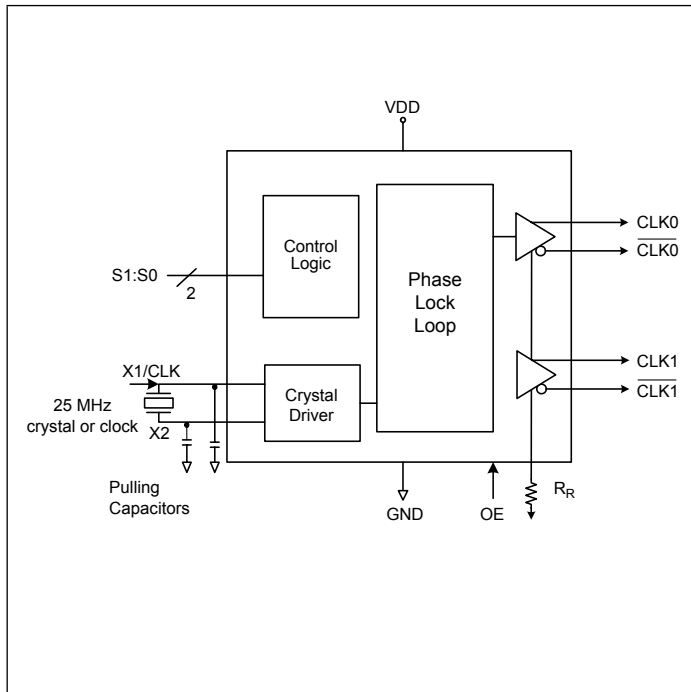 VDD
Control
Logic
S1:S0
2
Phase
Lock
Loop
CLK0
CLK0
X1/CLK
25 MHz
crystal or clock
X2
Crystal
Driver
CLK1
CLK1
Pulling
Capacitors
GND
OE
RR